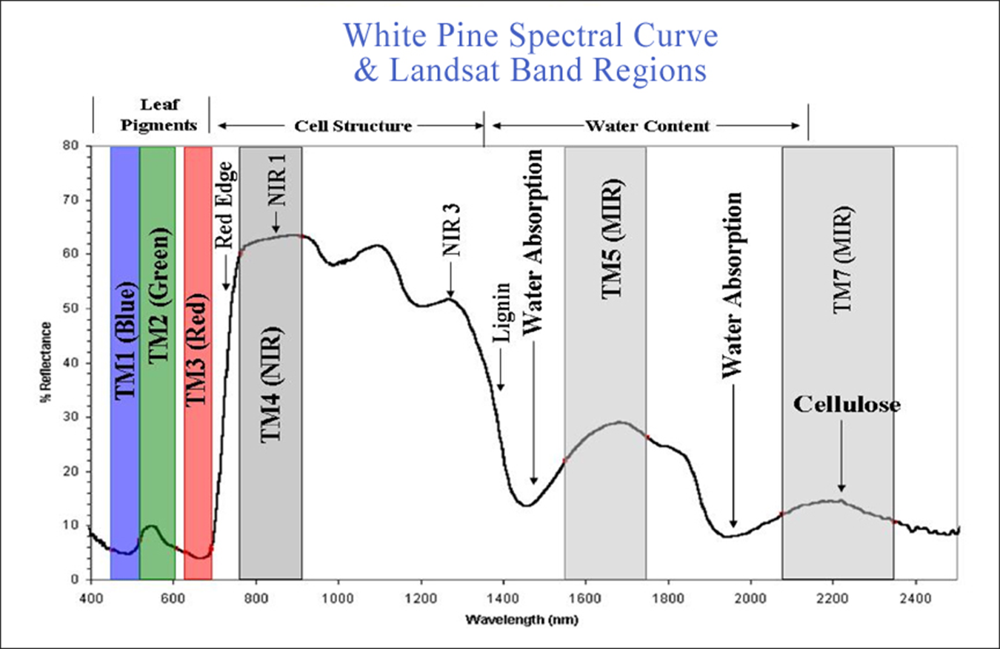 White Pine Spectral Curve
& Landsat Band Regions
Leaf
Pigments
Cell Structure
Water Content
80
70
60
50
40
30
20
10
0
% Reflectance
TM1 (Blue)
TM2 (Green)
TM3 (Red)
Red Edge
NIR 1
TM4 (NIR)
NIR 3
Lignin
Water Absorption
TM5 (MIR)
Water Absorption
Cellulose
TM7 (MIR)
400 600 800 1000 1200 1400 1600 1800 2000 2200 2400
Wavelength (nm)